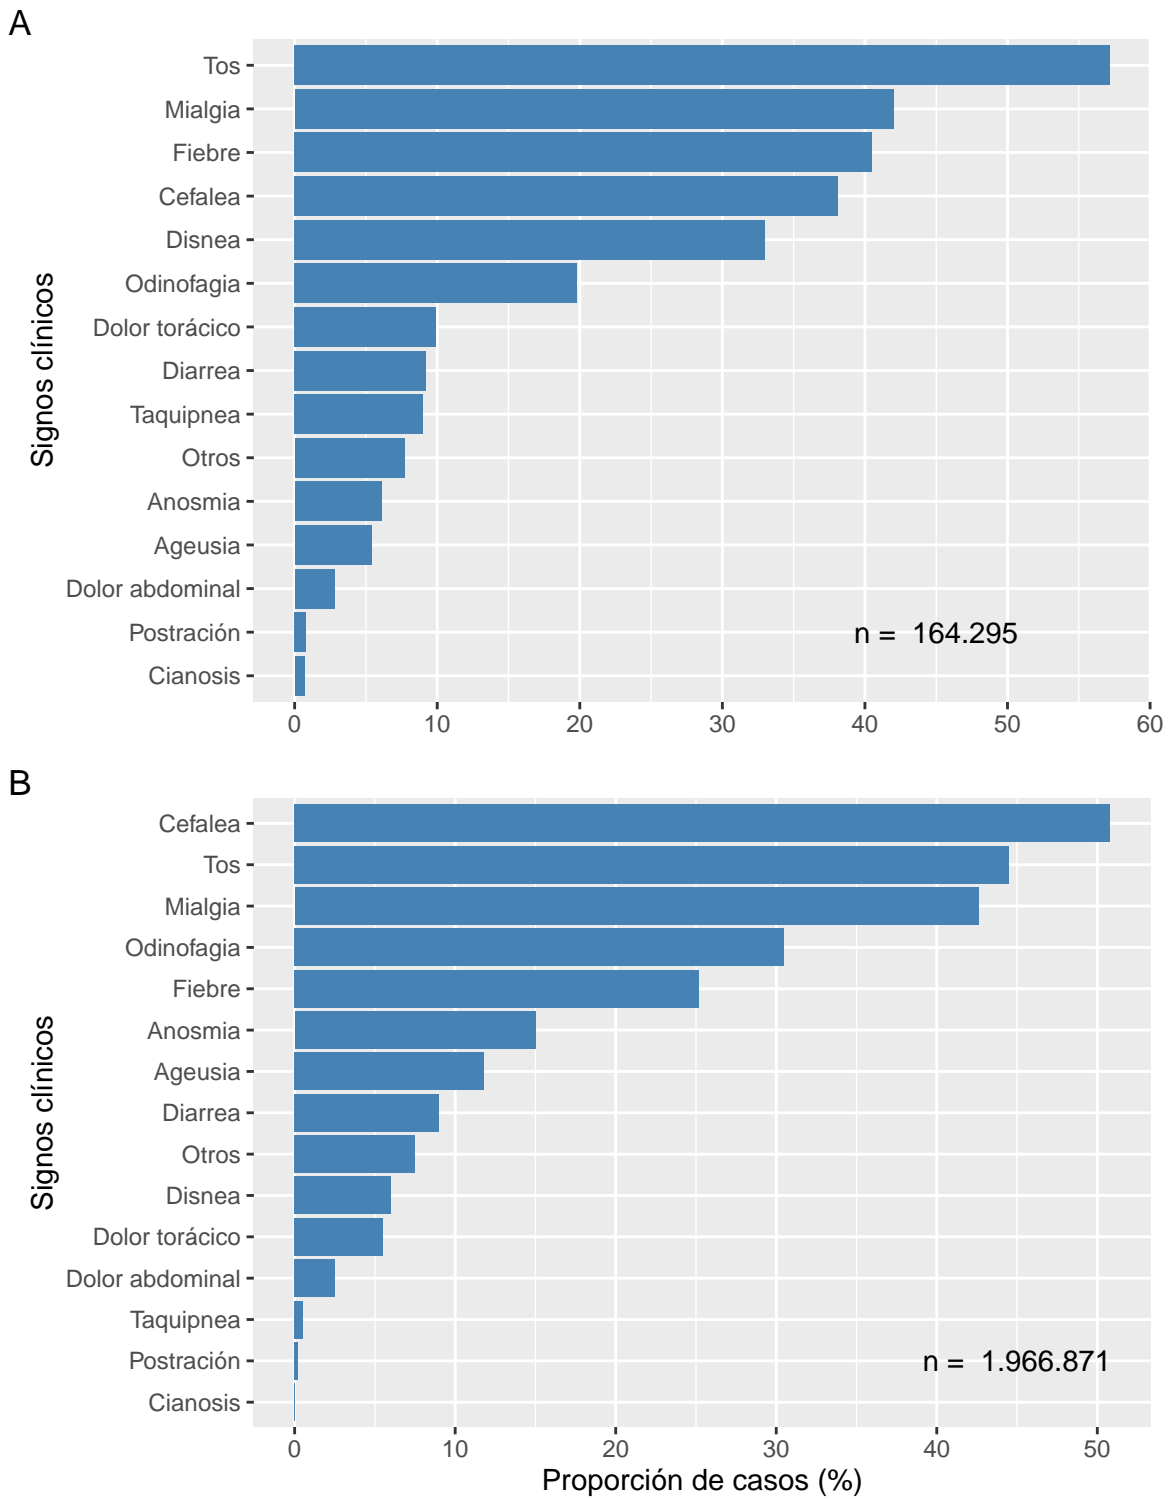 A
Signos clínicos
Tos
Mialgia
Fiebre
Cefalea
Disnea
Odinofagia
Dolor torácico
Diarrea
Taquipnea
Otros
Anosmia
Ageusia
Dolor abdominal
Postración
Cianosis
n = 164.295
0 10 20 30 40 50 60
B
Signos clínicos
Cefalea
Tos
Mialgia
Odinofagia
Fiebre
Anosmia
Ageusia
Diarrea
Otros
Disnea
Dolor torácico
Dolor abdominal
Taquipnea
Postración
Cianosis
n = 1.966.871
0 10 20 30 40 50
Proporción de casos (%)